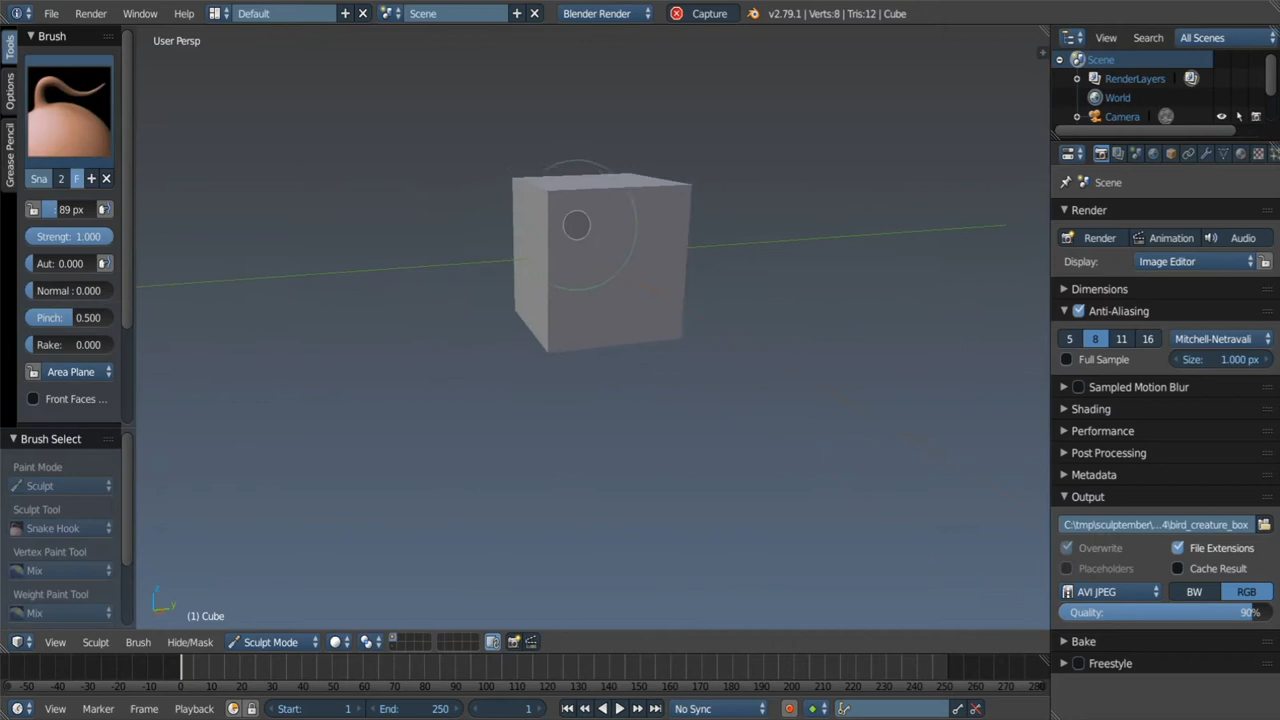 File Render Window Help Default Scene Blender Render Capture v2.79.1 | Verts:8 | Tris:12 | Cube
Tools
Options
Grease Pencil
Brush
Sna 2 F
89 px
Strengt: 1.000
Aut: 0.000
Normal : 0.000
Pinch: 0.500
Rake: 0.000
Area Plane
Front Faces ...
Brush Select
Paint Mode
Sculpt
Sculpt Tool
Snake Hook
Vertex Paint Tool
Mix
Weight Paint Tool
Mix
User Persp
z
y
(1) Cube
View Search All Scenes
Scene
RenderLayers
World
Camera
Scene
Render
Render Animation Audio
Display: Image Editor
Dimensions
Anti-Aliasing
5 8 11 16 Mitchell-Netravali
Full Sample Size: 1.000 px
Sampled Motion Blur
Shading
Performance
Post Processing
Metadata
Output
C:\tmp\sculptember\...4\bird_creature_box
Overwrite File Extensions
Placeholders Cache Result
AVI JPEG BW RGB
Quality: 90%
Bake
Freestyle
View Sculpt Brush Hide/Mask Sculpt Mode
-50 -40 -30 -20 -10 0 10 20 30 40 50 60 70 80 90 100 110 120 130 140 150 160 170 180 190 200 210 220 230 240 250 260 270 280
View Marker Frame Playback Start: 1 End: 250 1 No Sync